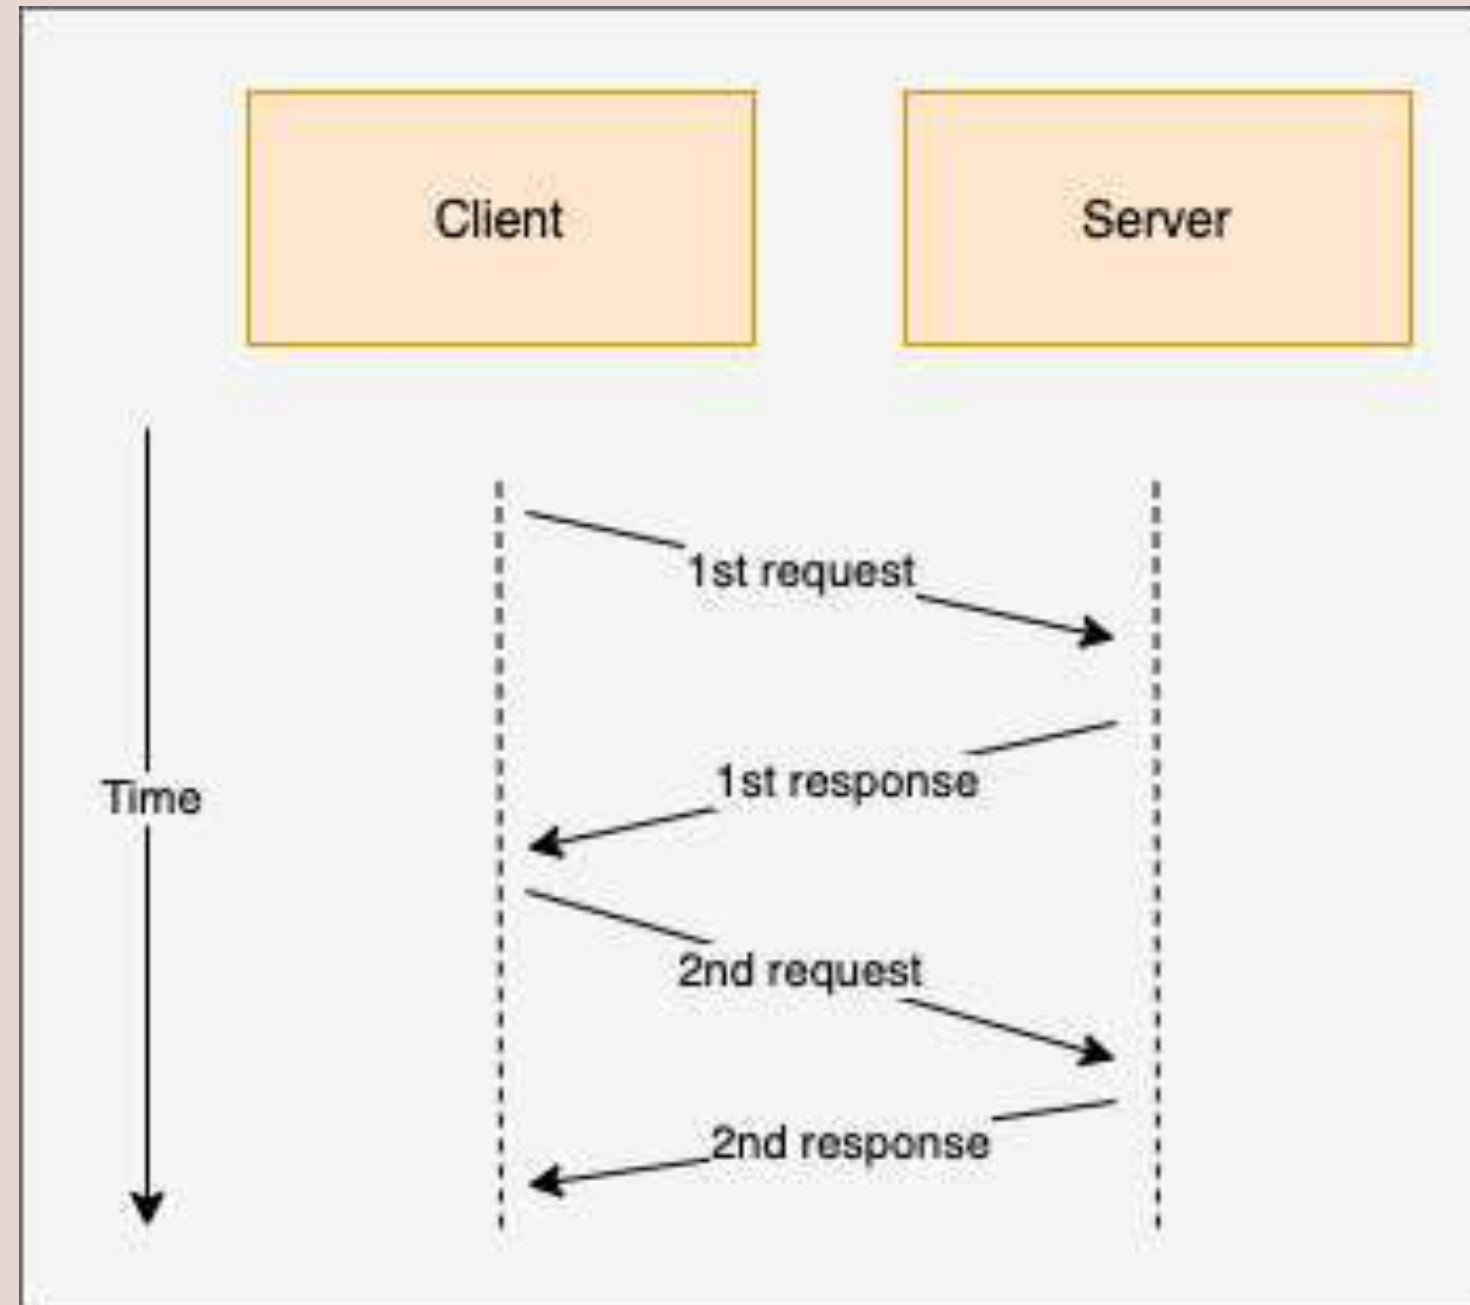 Client
Server
1st request
1st response
Time
2nd request
2nd response